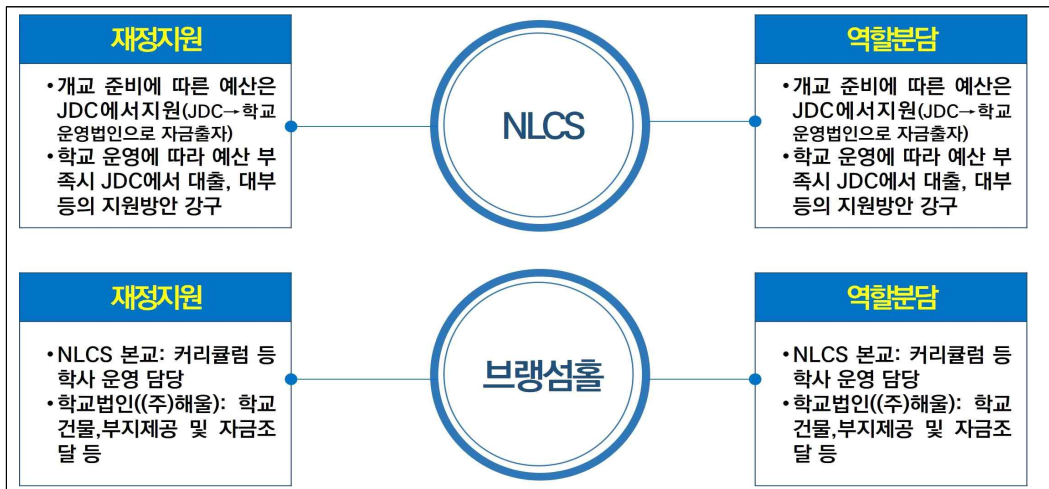 재정지원
• 개교 준비에 따른 예산은
JDC에서지원(JDC→학교
운영법인으로 자금출자)
• 학교 운영에 따라 예산 부
족시 JDC에서 대출, 대부
등의 지원방안 강구
NLCS
역할분담
• 개교 준비에 따른 예산은
JDC에서지원(JDC→학교
운영법인으로 자금출자)
• 학교 운영에 따라 예산 부
족시 JDC에서 대출, 대부
등의 지원방안 강구
재정지원
• NLCS 본교: 커리큘럼 등
학사 운영 담당
• 학교법인((주)해울): 학교
건물,부지제공 및 자금조
달 등
브랭섬홀
역할분담
• NLCS 본교: 커리큘럼 등
학사 운영 담당
• 학교법인((주)해울): 학교
건물,부지제공 및 자금조
달 등